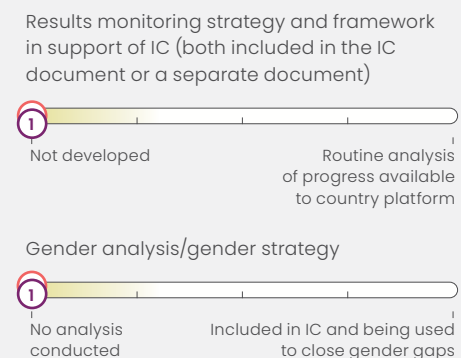 Results monitoring strategy and framework
in support of IC (both included in the IC
document or a separate document)
1
Not developed
Routine analysis
of progress available
to country platform
Gender analysis/gender strategy
1
No analysis
conducted
Included in IC and being used
to close gender gaps